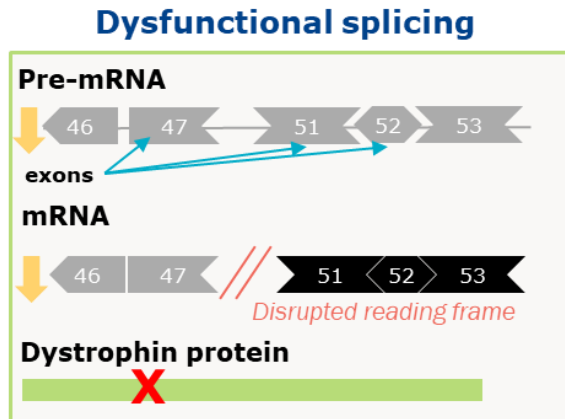 Dysfunctional splicing
Pre-mRNA
46 47 51 52 53
exons
mRNA
46 47 51 52 53
Disrupted reading frame
Dystrophin protein
X